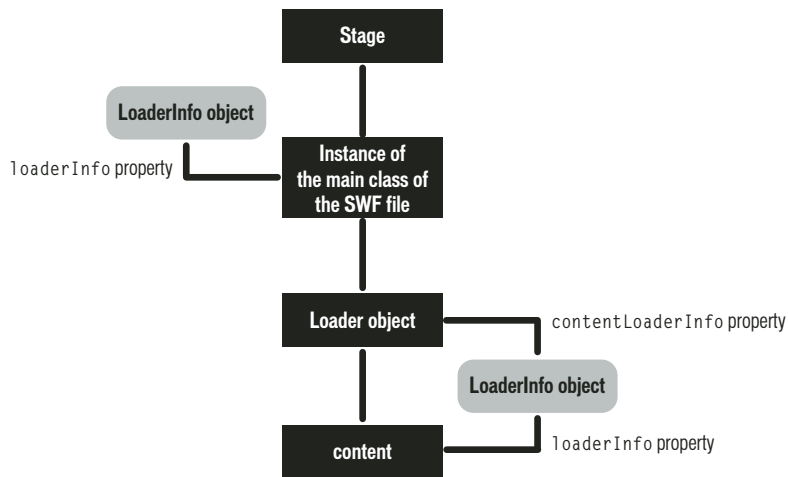 Stage
LoaderInfo object
loaderInfo property
Instance of
the main class of
the SWF file
Loader object
contentLoaderInfo property
LoaderInfo object
loaderInfo property
content